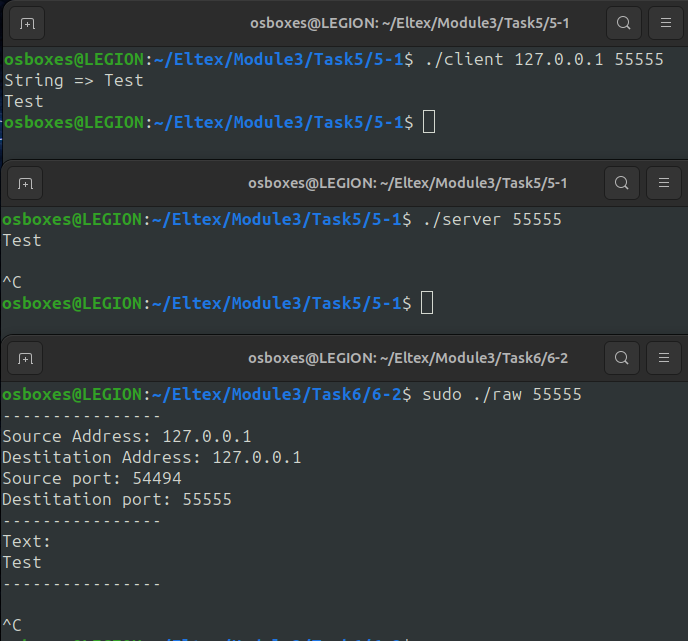 osboxes@LEGION: ~/Eltex/Module3/Task5/5-1
osboxes@LEGION:~/Eltex/Module3/Task5/5-1$ ./client 127.0.0.1 55555
String => Test
Test
osboxes@LEGION:~/Eltex/Module3/Task5/5-1$
osboxes@LEGION: ~/Eltex/Module3/Task5/5-1
osboxes@LEGION:~/Eltex/Module3/Task5/5-1$ ./server 55555
Test
^C
osboxes@LEGION:~/Eltex/Module3/Task5/5-1$
osboxes@LEGION: ~/Eltex/Module3/Task6/6-2
osboxes@LEGION:~/Eltex/Module3/Task6/6-2$ sudo ./raw 55555
----------------
Source Address: 127.0.0.1
Destitation Address: 127.0.0.1
Source port: 54494
Destitation port: 55555
----------------
Text:
Test
----------------
^C